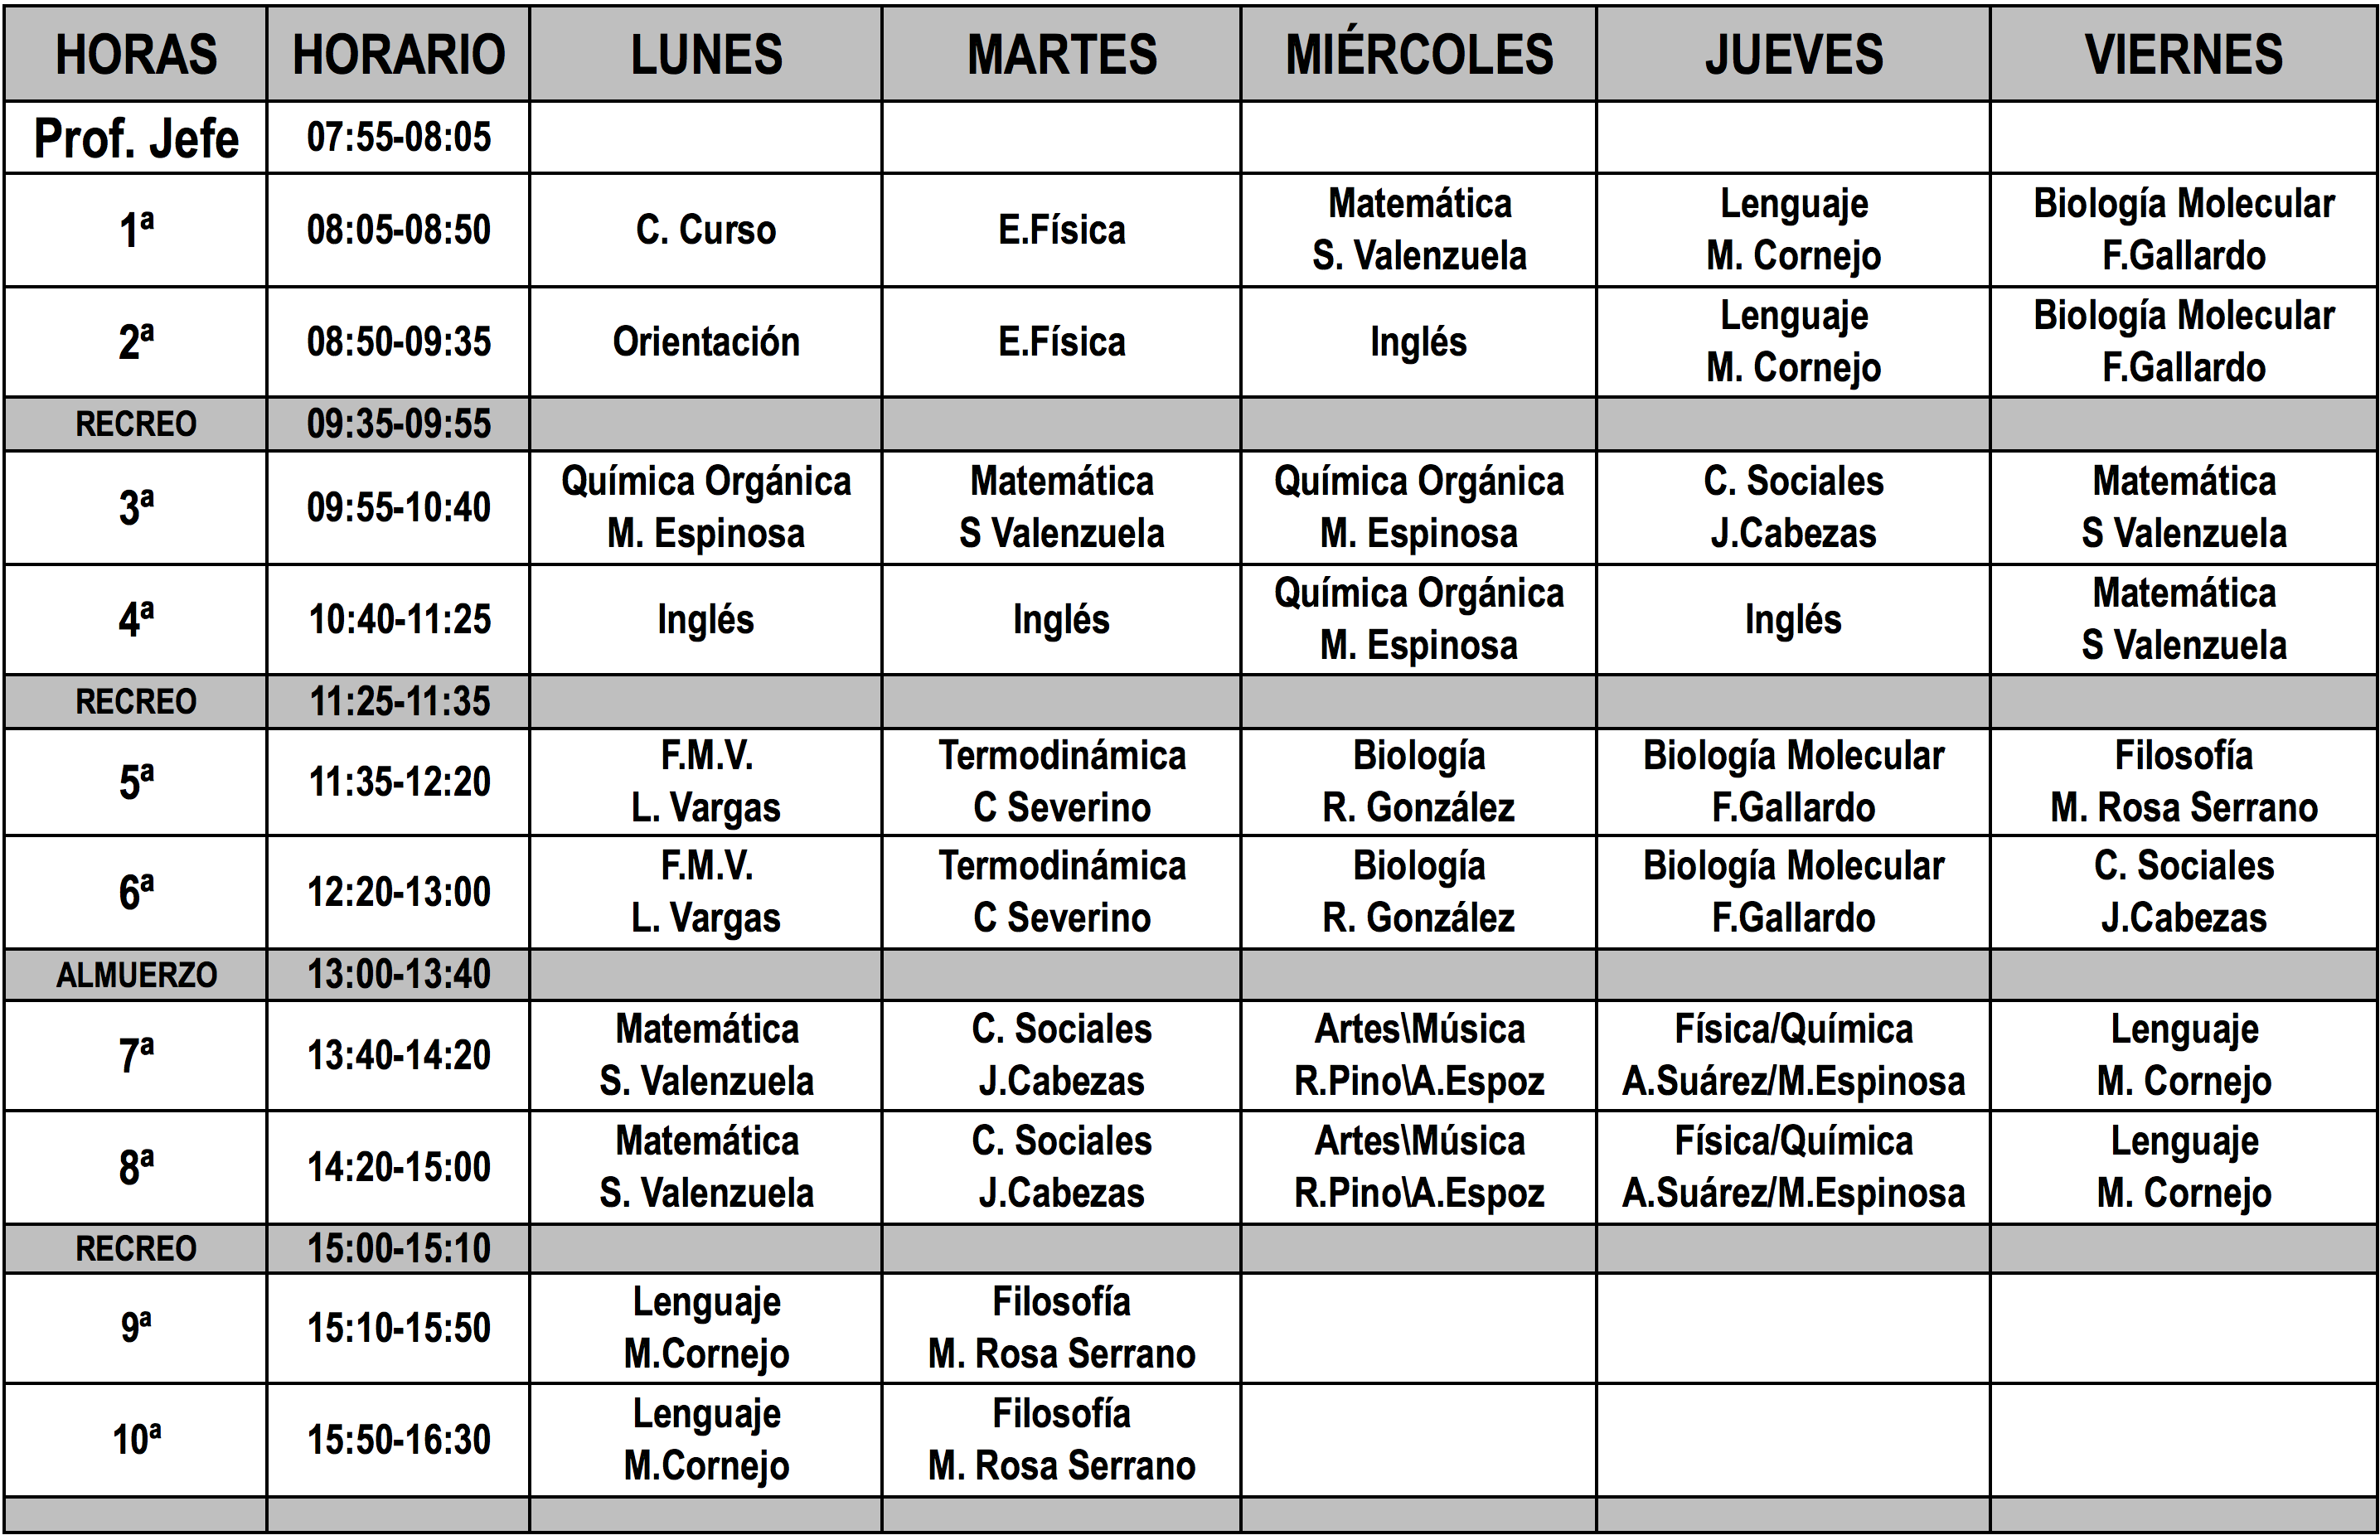 HORAS HORARIO LUNES MARTES MIÉRCOLES JUEVES VIERNES
Prof. Jefe 07:55-08:05
1ª 08:05-08:50 C. Curso E.Física Matemática Lenguaje Biología Molecular
S. Valenzuela M. Cornejo F.Gallardo
2ª 08:50-09:35 Orientación E.Física Inglés Lenguaje Biología Molecular
M. Cornejo F.Gallardo
RECREO 09:35-09:55
3ª 09:55-10:40 Química Orgánica Matemática Química Orgánica C. Sociales Matemática
M. Espinosa S Valenzuela M. Espinosa J.Cabezas S Valenzuela
4ª 10:40-11:25 Inglés Inglés Química Orgánica Inglés Matemática
M. Espinosa S Valenzuela
RECREO 11:25-11:35
5ª 11:35-12:20 F.M.V. Termodinámica Biología Biología Molecular Filosofía
L. Vargas C Severino R. González F.Gallardo M. Rosa Serrano
6ª 12:20-13:00 F.M.V. Termodinámica Biología Biología Molecular C. Sociales
L. Vargas C Severino R. González F.Gallardo J.Cabezas
ALMUERZO 13:00-13:40
7ª 13:40-14:20 Matemática C. Sociales Artes\Música Física/Química Lenguaje
S. Valenzuela J.Cabezas R.Pino\A.Espoz A.Suárez/M.Espinosa M. Cornejo
8ª 14:20-15:00 Matemática C. Sociales Artes\Música Física/Química Lenguaje
S. Valenzuela J.Cabezas R.Pino\A.Espoz A.Suárez/M.Espinosa M. Cornejo
RECREO 15:00-15:10
9ª 15:10-15:50 Lenguaje Filosofía
M.Cornejo M. Rosa Serrano
10ª 15:50-16:30 Lenguaje Filosofía
M.Cornejo M. Rosa Serrano